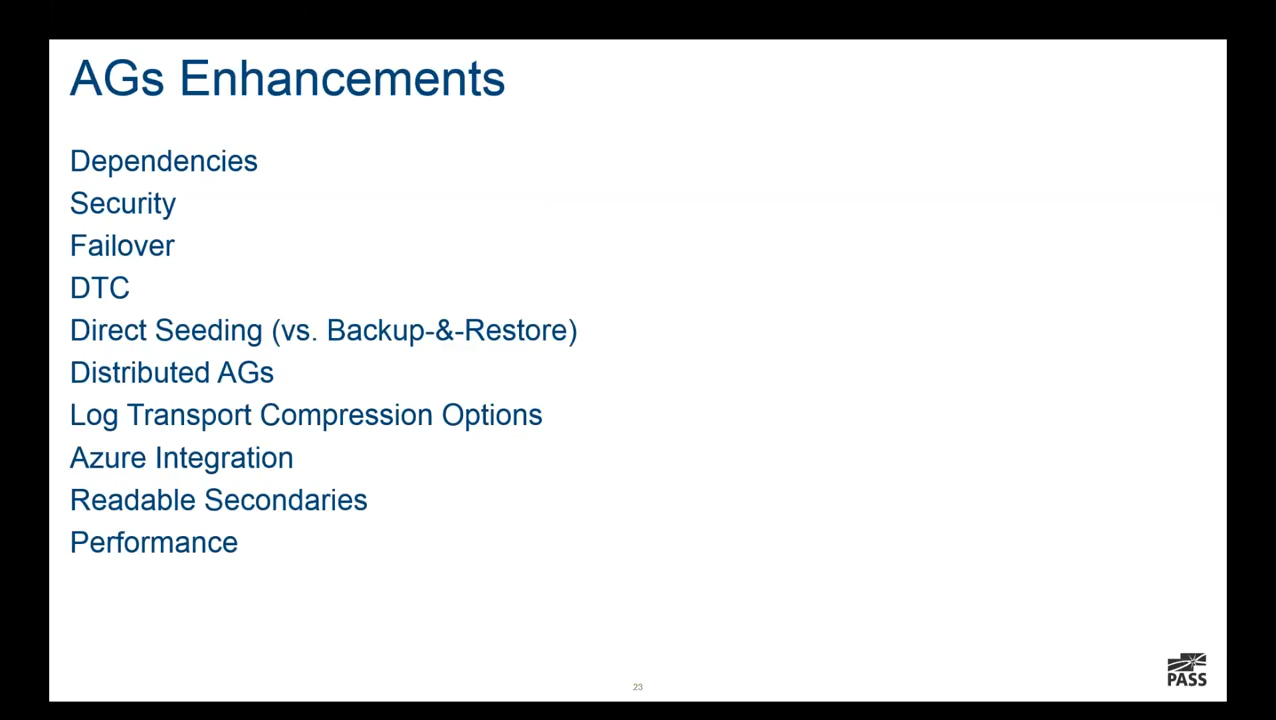 AGs Enhancements
Dependencies
Security
Failover
DTC
Direct Seeding (vs. Backup-&-Restore)
Distributed AGs
Log Transport Compression Options
Azure Integration
Readable Secondaries
Performance
23
PASS